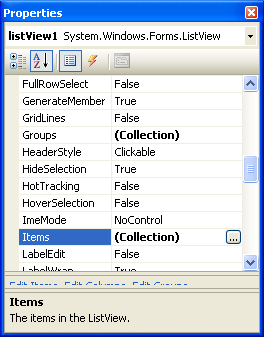 Properties
listView1 System.Windows.Forms.ListView
FullRowSelect False
GenerateMember True
GridLines False
Groups (Collection)
HeaderStyle Clickable
HideSelection True
HotTracking False
HoverSelection False
ImeMode NoControl
Items (Collection) ...
LabelEdit False
LabelWrap True
Edit Items Edit Columns Edit Groups
Items
The items in the ListView.